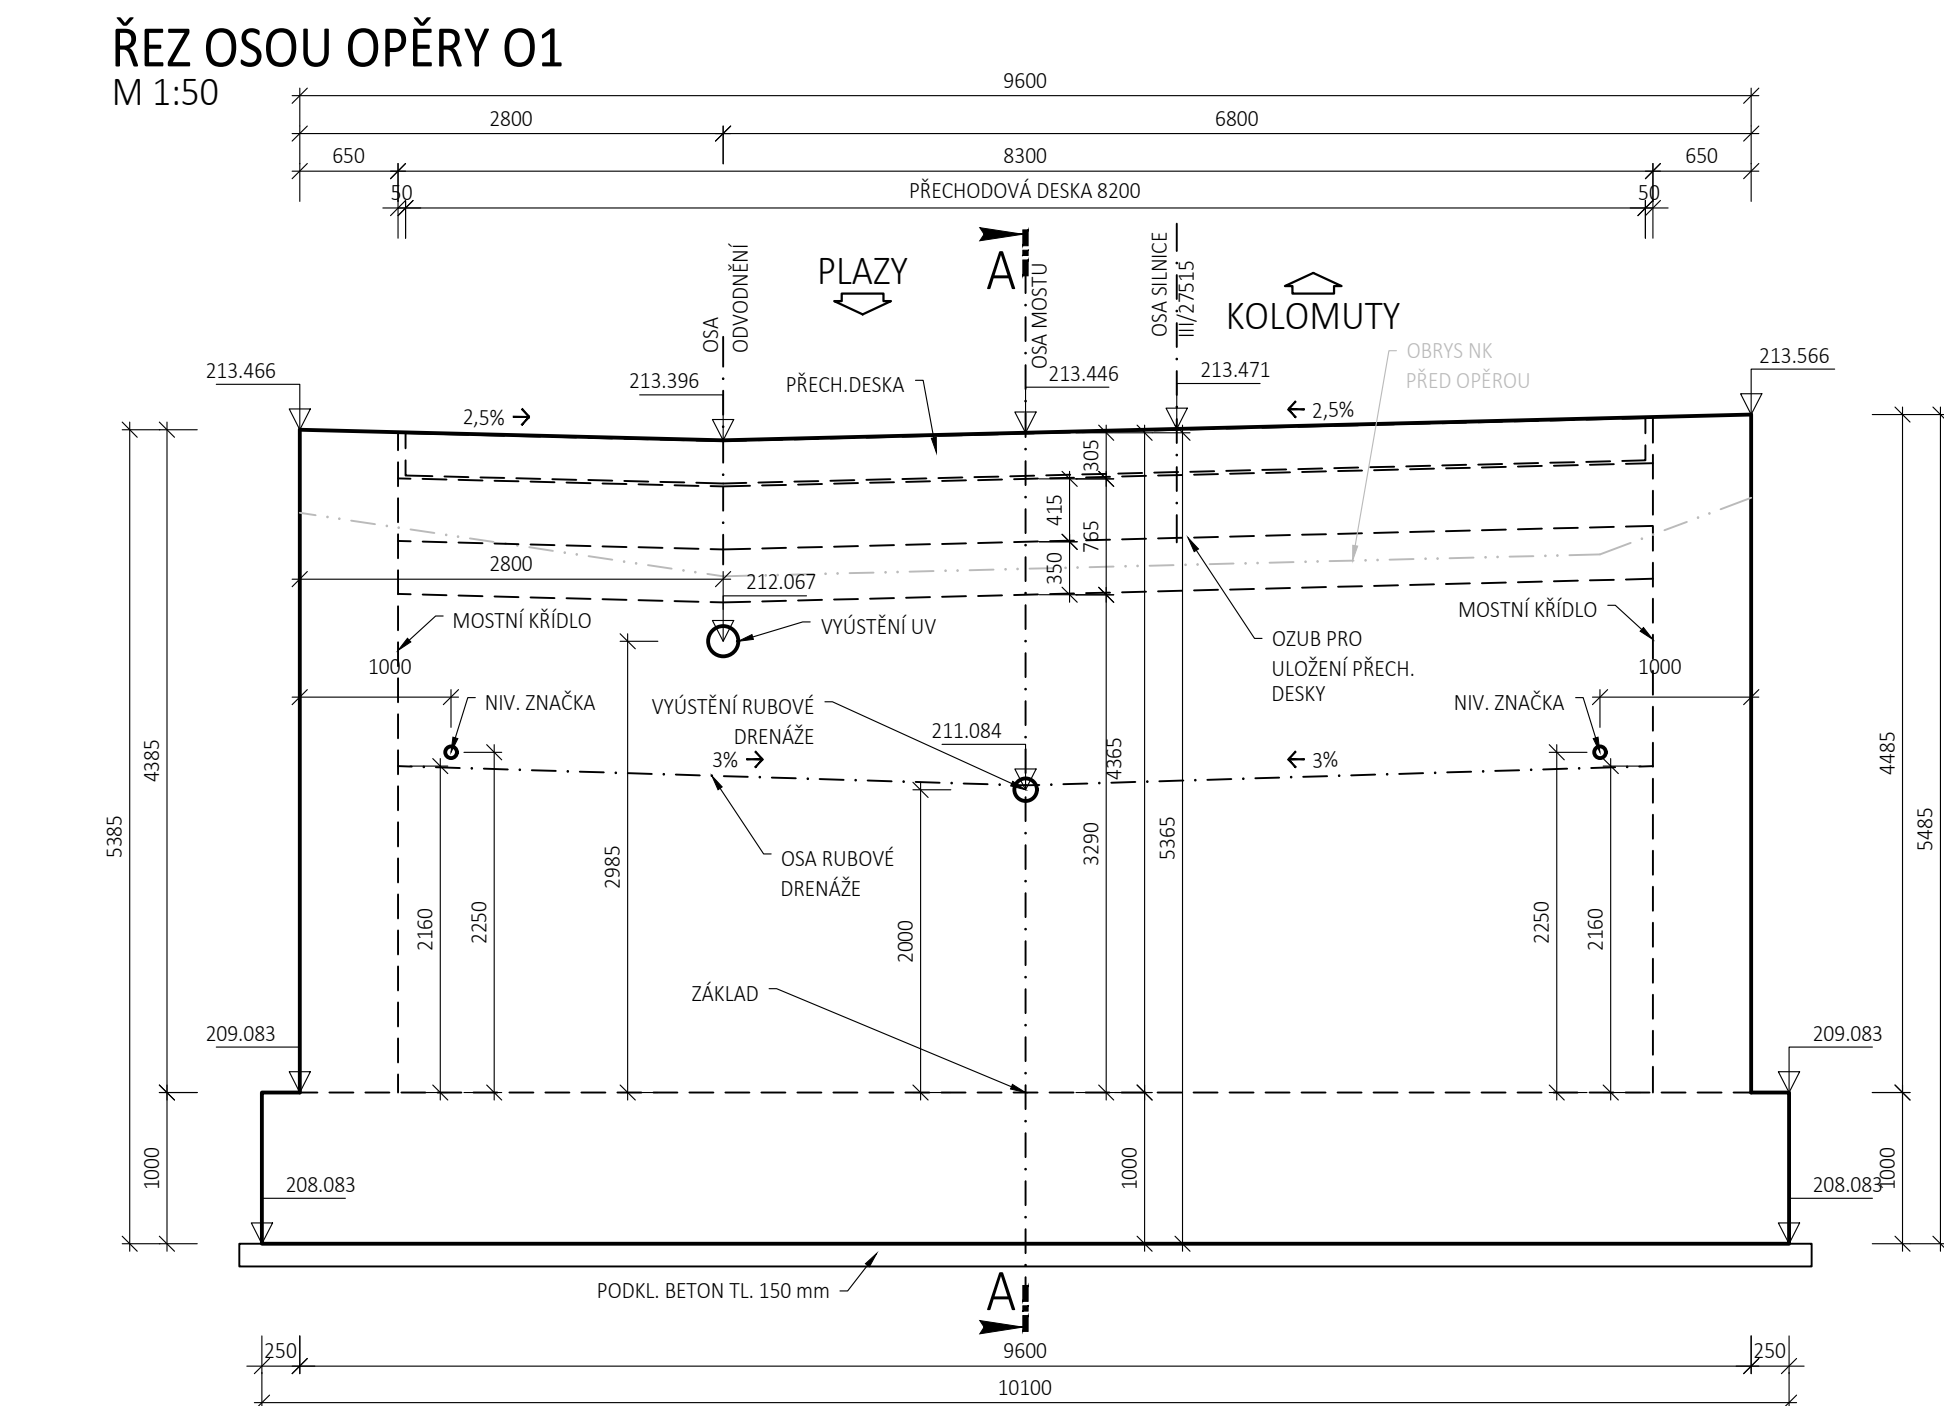 ŘEZ OSOU OPĚRY O1
M 1:50
9600
2800
6800
650
8300
650
50
PŘECHODOVÁ DESKA 8200
50
OSA
ODVODNĚNÍ
PLAZY
A
OSA MOSTU
OSA SILNICE
III/27515
KOLOMUTY
OBRYS NK
PŘED OPĚROU
213.466
213.396
PŘECH.DESKA
213.446
213.471
213.566
2,5%
2,5%
305
415
765
350
2800
212.067
MOSTNÍ KŘÍDLO
VYÚSTĚNÍ UV
MOSTNÍ KŘÍDLO
OZUB PRO
ULOŽENÍ PŘECH.
DESKY
1000
1000
NIV. ZNAČKA
VYÚSTĚNÍ RUBOVÉ
DRENÁŽE
NIV. ZNAČKA
211.084
3%
3%
4385
4365
4485
5385
2985
OSA RUBOVÉ
DRENÁŽE
3290
5365
5485
2160
2250
2000
2250
2160
ZÁKLAD
209.083
209.083
1000
208.083
1000
208.083
1000
PODKL. BETON TL. 150 mm
A
250
9600
250
10100